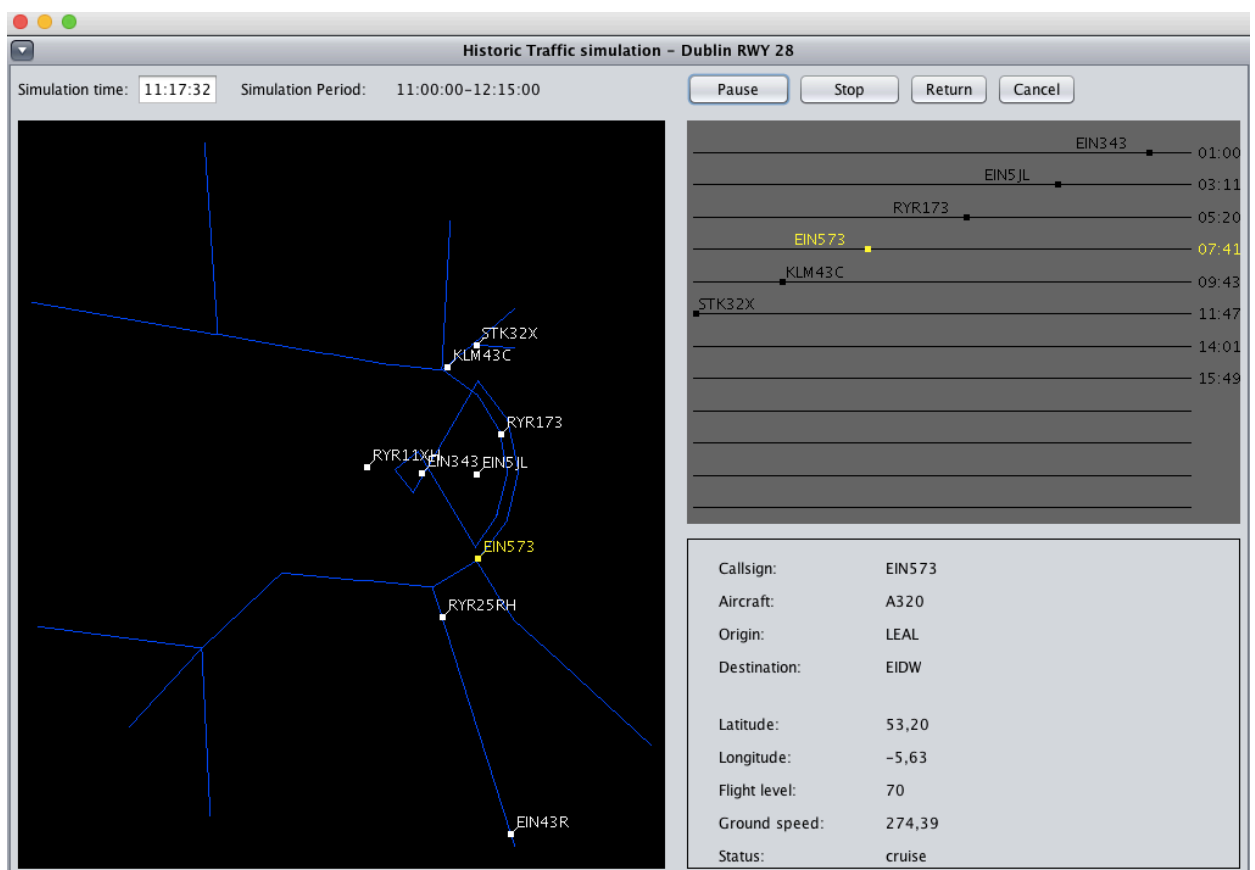 Historic Traffic simulation – Dublin RWY 28
Simulation time: 11:17:32 Simulation Period: 11:00:00–12:15:00
Pause Stop Return Cancel
STK32X
KLM43C
RYR173
RYR11XH
EIN343
EIN5JL
EIN573
RYR25RH
EIN43R
EIN343 01:00
EIN5JL 03:11
RYR173 05:20
EIN573 07:41
KLM43C 09:43
STK32X 11:47
14:01
15:49
Callsign: EIN573
Aircraft: A320
Origin: LEAL
Destination: EIDW
Latitude: 53,20
Longitude: -5,63
Flight level: 70
Ground speed: 274,39
Status: cruise